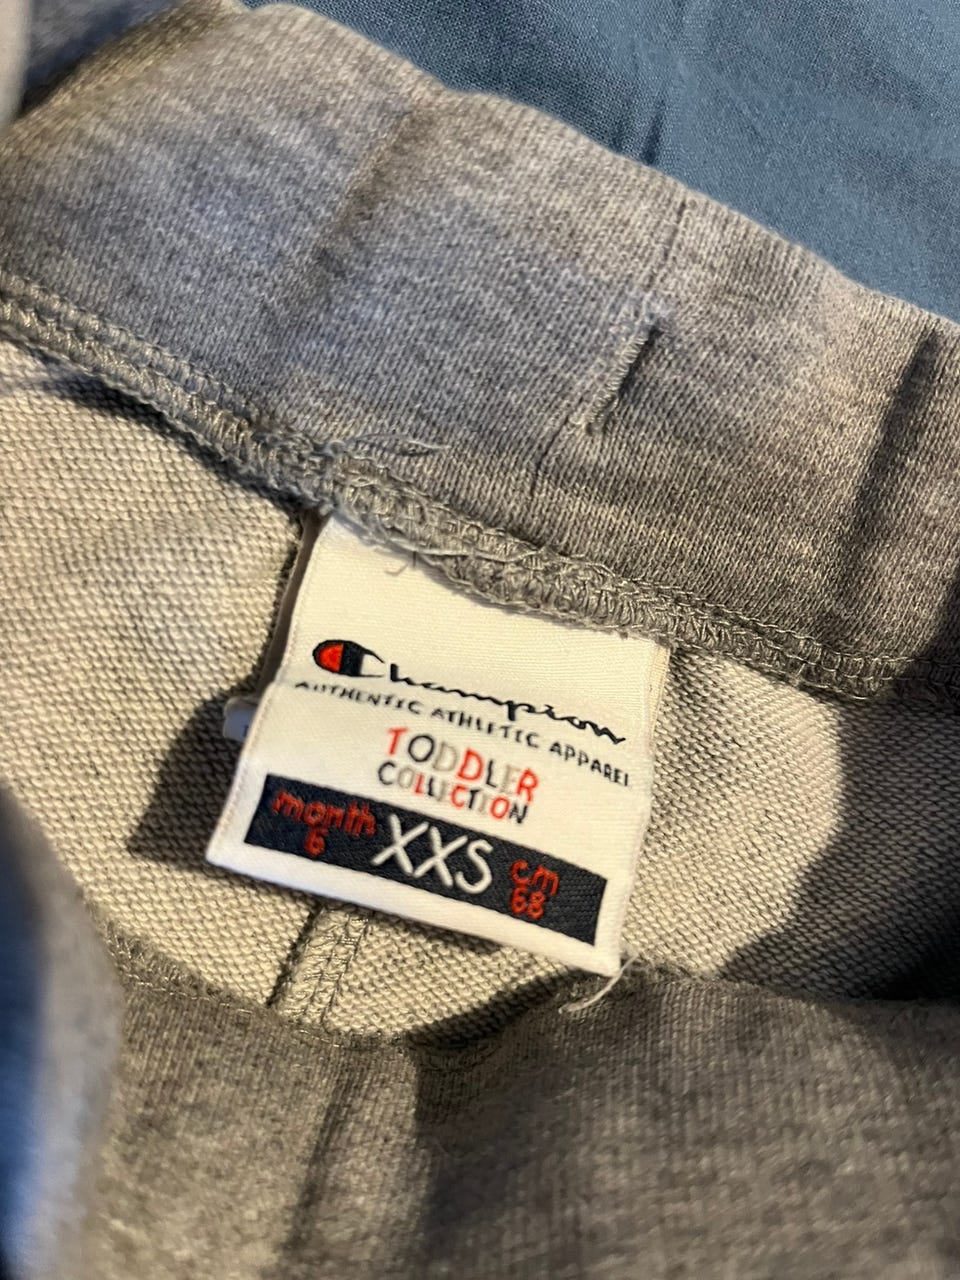 Champion
AUTHENTIC ATHLETIC APPAREL
TODDLER
COLLECTION
month
6
XXS
CM
68